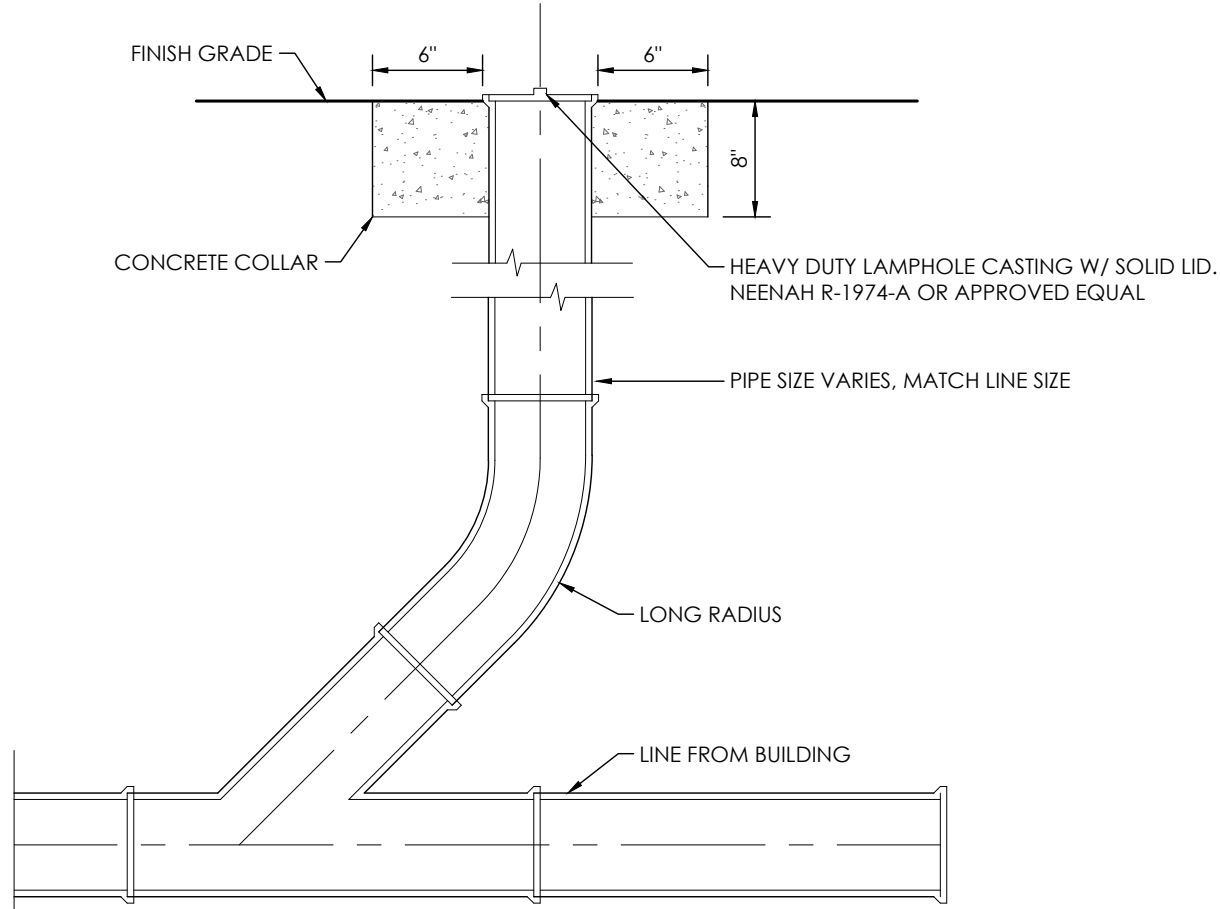 FINISH GRADE
6"
6"
8"
CONCRETE COLLAR
HEAVY DUTY LAMPHOLE CASTING W/ SOLID LID.
NEENAH R-1974-A OR APPROVED EQUAL
PIPE SIZE VARIES, MATCH LINE SIZE
LONG RADIUS
LINE FROM BUILDING